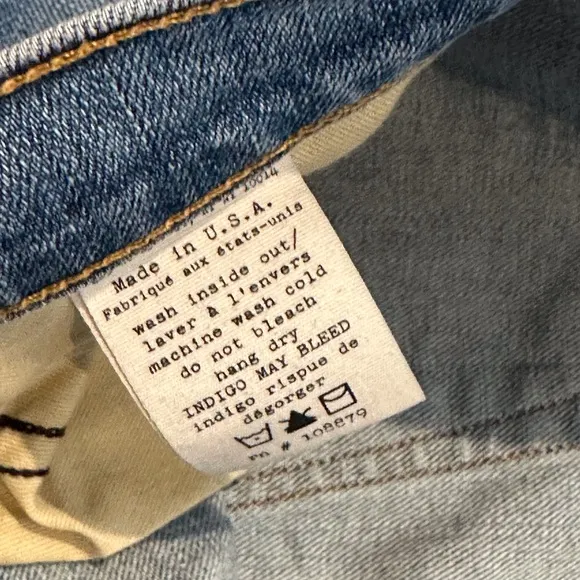 10014
Made in U.S.A.
Fabriqué aux états-unis
wash inside out/
laver à l'envers
machine wash cold
do not bleach
hang dry
INDIGO MAY BLEED
indigo risque de
dégorger
rn # 108879